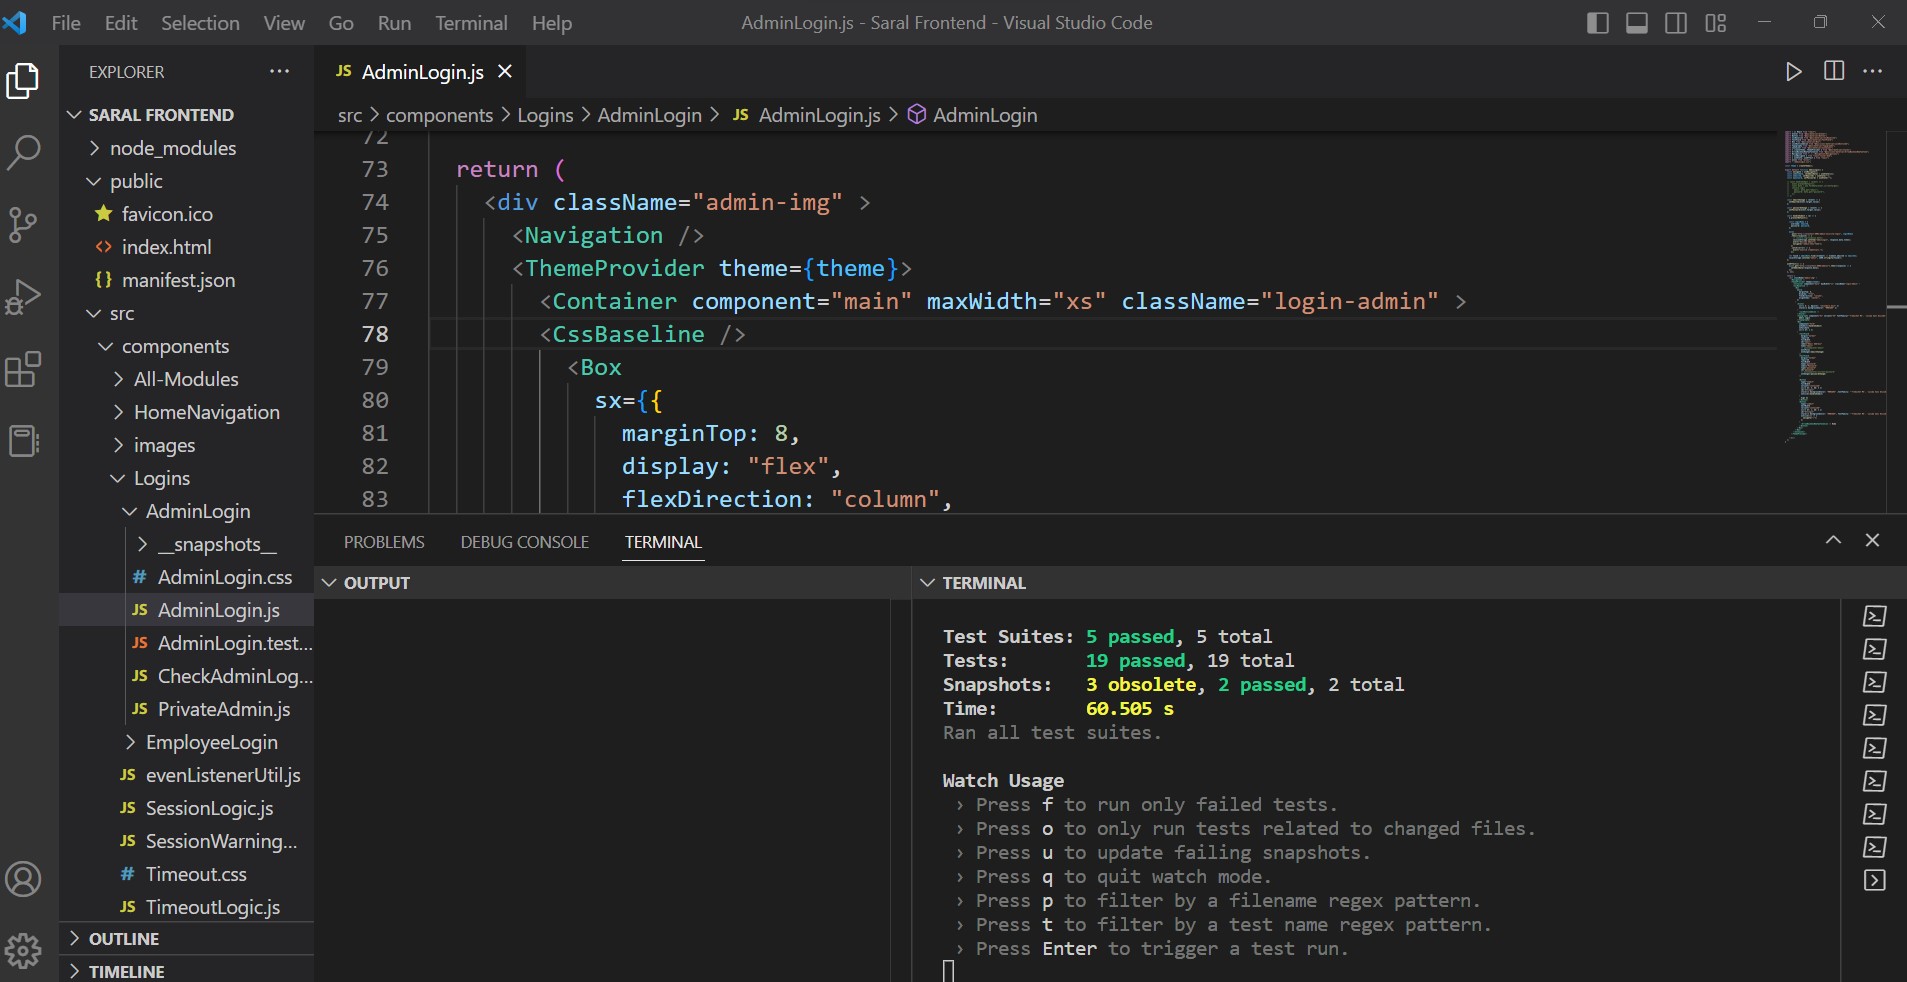 File Edit Selection View Go Run Terminal Help
AdminLogin.js - Saral Frontend - Visual Studio Code
EXPLORER
SARAL FRONTEND
node_modules
public
favicon.ico
<> index.html
{} manifest.json
src
components
All-Modules
HomeNavigation
images
Logins
AdminLogin
__snapshots__
# AdminLogin.css
JS AdminLogin.js
JS AdminLogin.test...
JS CheckAdminLog...
JS PrivateAdmin.js
EmployeeLogin
JS evenListenerUtil.js
JS SessionLogic.js
JS SessionWarning...
# Timeout.css
JS TimeoutLogic.js
OUTLINE
TIMELINE
JS AdminLogin.js
src > components > Logins > AdminLogin > JS AdminLogin.js > AdminLogin
72
73 return (
74 <div className="admin-img" >
75 <Navigation />
76 <ThemeProvider theme={theme}>
77 <Container component="main" maxWidth="xs" className="login-admin" >
78 <CssBaseline />
79 <Box
80 sx={{
81 marginTop: 8,
82 display: "flex",
83 flexDirection: "column",
PROBLEMS DEBUG CONSOLE TERMINAL
OUTPUT
TERMINAL
Test Suites: 5 passed, 5 total
Tests: 19 passed, 19 total
Snapshots: 3 obsolete, 2 passed, 2 total
Time: 60.505 s
Ran all test suites.
Watch Usage
› Press f to run only failed tests.
› Press o to only run tests related to changed files.
› Press u to update failing snapshots.
› Press q to quit watch mode.
› Press p to filter by a filename regex pattern.
› Press t to filter by a test name regex pattern.
› Press Enter to trigger a test run.